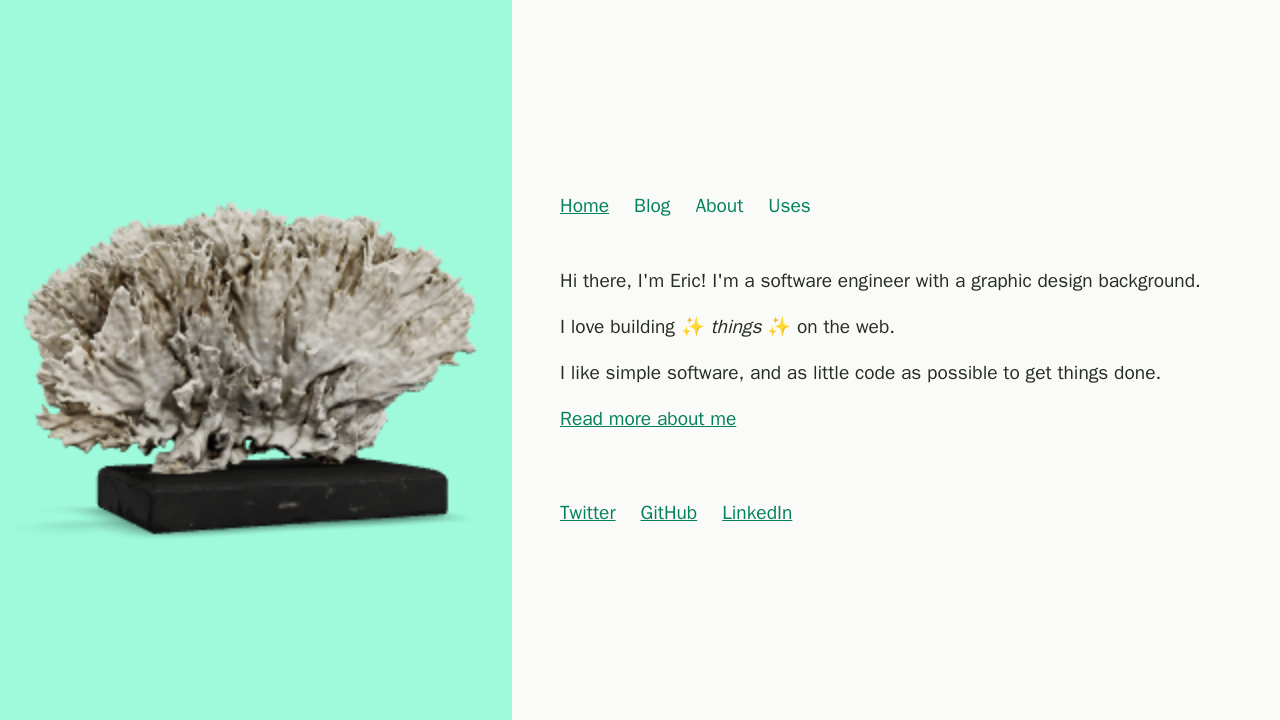 Home Blog About Uses
Hi there, I'm Eric! I'm a software engineer with a graphic design background.
I love building ✨ things ✨ on the web.
I like simple software, and as little code as possible to get things done.
Read more about me
Twitter GitHub LinkedIn